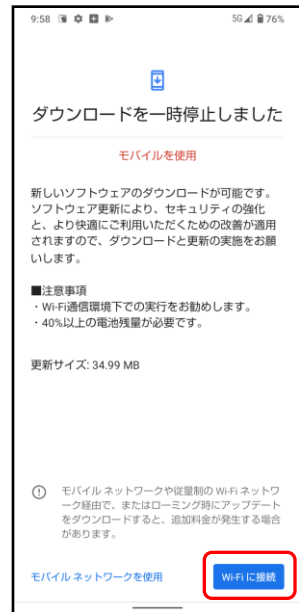 9:58 5G 76%
ダウンロードを一時停止しました
モバイルを使用
新しいソフトウェアのダウンロードが可能です。
ソフトウェア更新により、セキュリティの強化
と、より快適にご利用いただくための改善が適用
されますので、ダウンロードと更新の実施をお願
いします。
■注意事項
・Wi-Fi通信環境下での実行をお勧めします。
・40%以上の電池残量が必要です。
更新サイズ: 34.99 MB
モバイル ネットワークや従量制の Wi-Fi ネットワ
ーク経由で、またはローミング時にアップデート
をダウンロードすると、追加料金が発生する場合
があります。
モバイル ネットワークを使用 Wi-Fi に接続